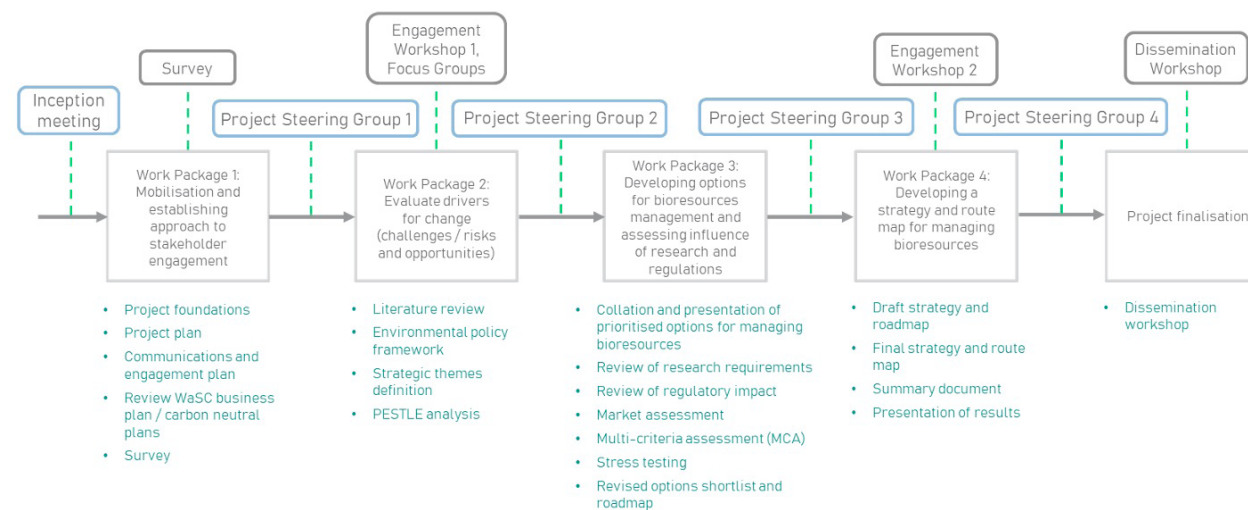 Engagement
Workshop 1,
Focus Groups
Survey
Engagement
Workshop 2
Dissemination
Workshop
Inception
meeting
Project Steering Group 1
Project Steering Group 2
Project Steering Group 3
Project Steering Group 4
Work Package 1:
Mobilisation and
establishing
approach to
stakeholder
engagement
Work Package 2:
Evaluate drivers
for change
(challenges / risks
and opportunities)
Work Package 3:
Developing options
for bioresources
management and
assessing influence
of research and
regulations
Work Package 4:
Developing a
strategy and route
map for managing
bioresources
Project finalisation
• Project foundations
• Project plan
• Communications and
engagement plan
• Review WaSC business
plan / carbon neutral
plans
• Survey
• Literature review
• Environmental policy
framework
• Strategic themes
definition
• PESTLE analysis
• Collation and presentation of
prioritised options for managing
bioresources
• Review of research requirements
• Review of regulatory impact
• Market assessment
• Multi-criteria assessment (MCA)
• Stress testing
• Revised options shortlist and
roadmap
• Draft strategy and
roadmap
• Final strategy and route
map
• Summary document
• Presentation of results
• Dissemination
workshop